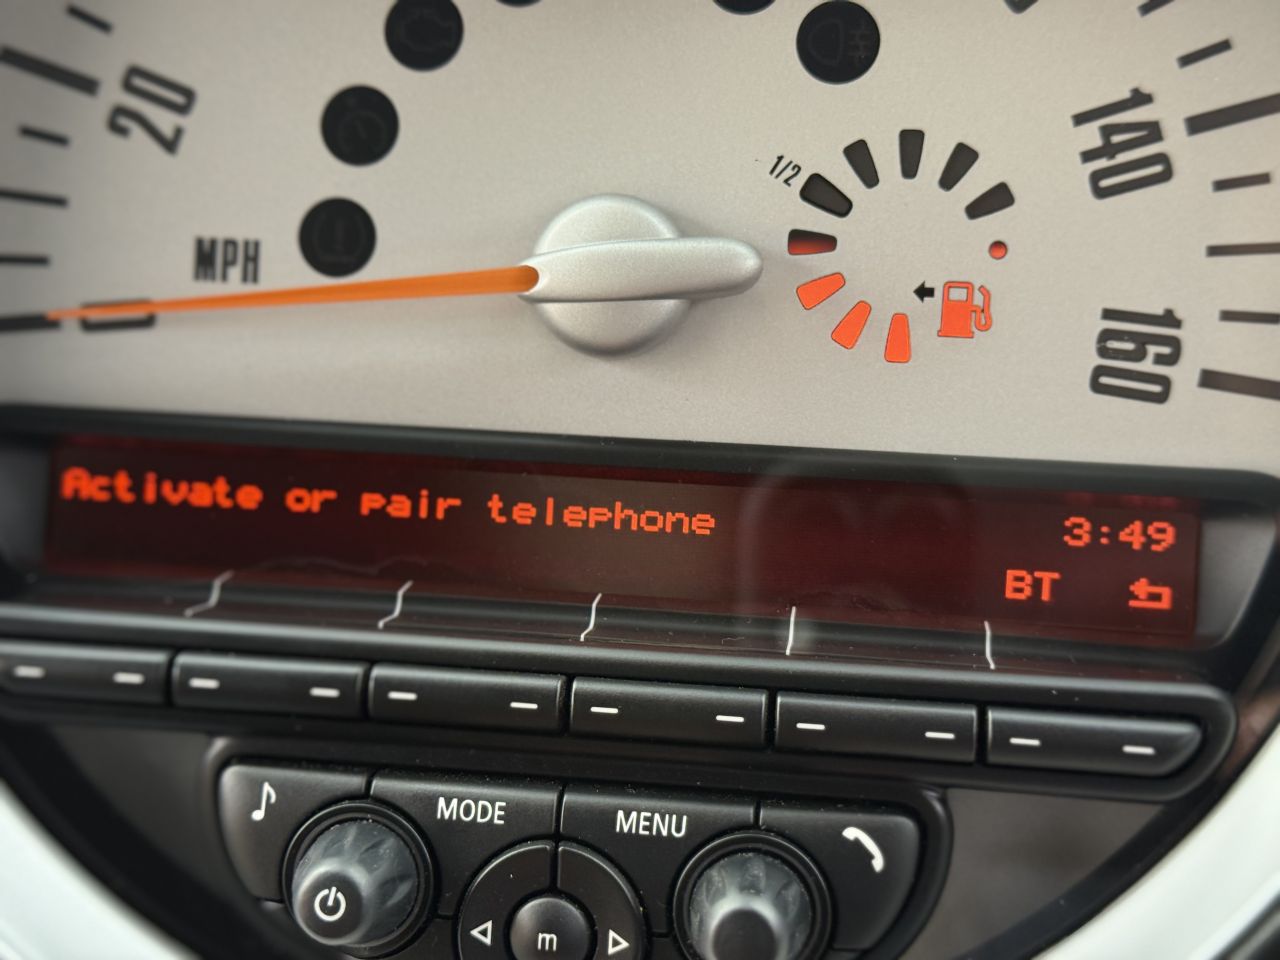 20
MPH
1/2
140
160
Activate or pair telephone
3:49
BT
MODE
MENU
m